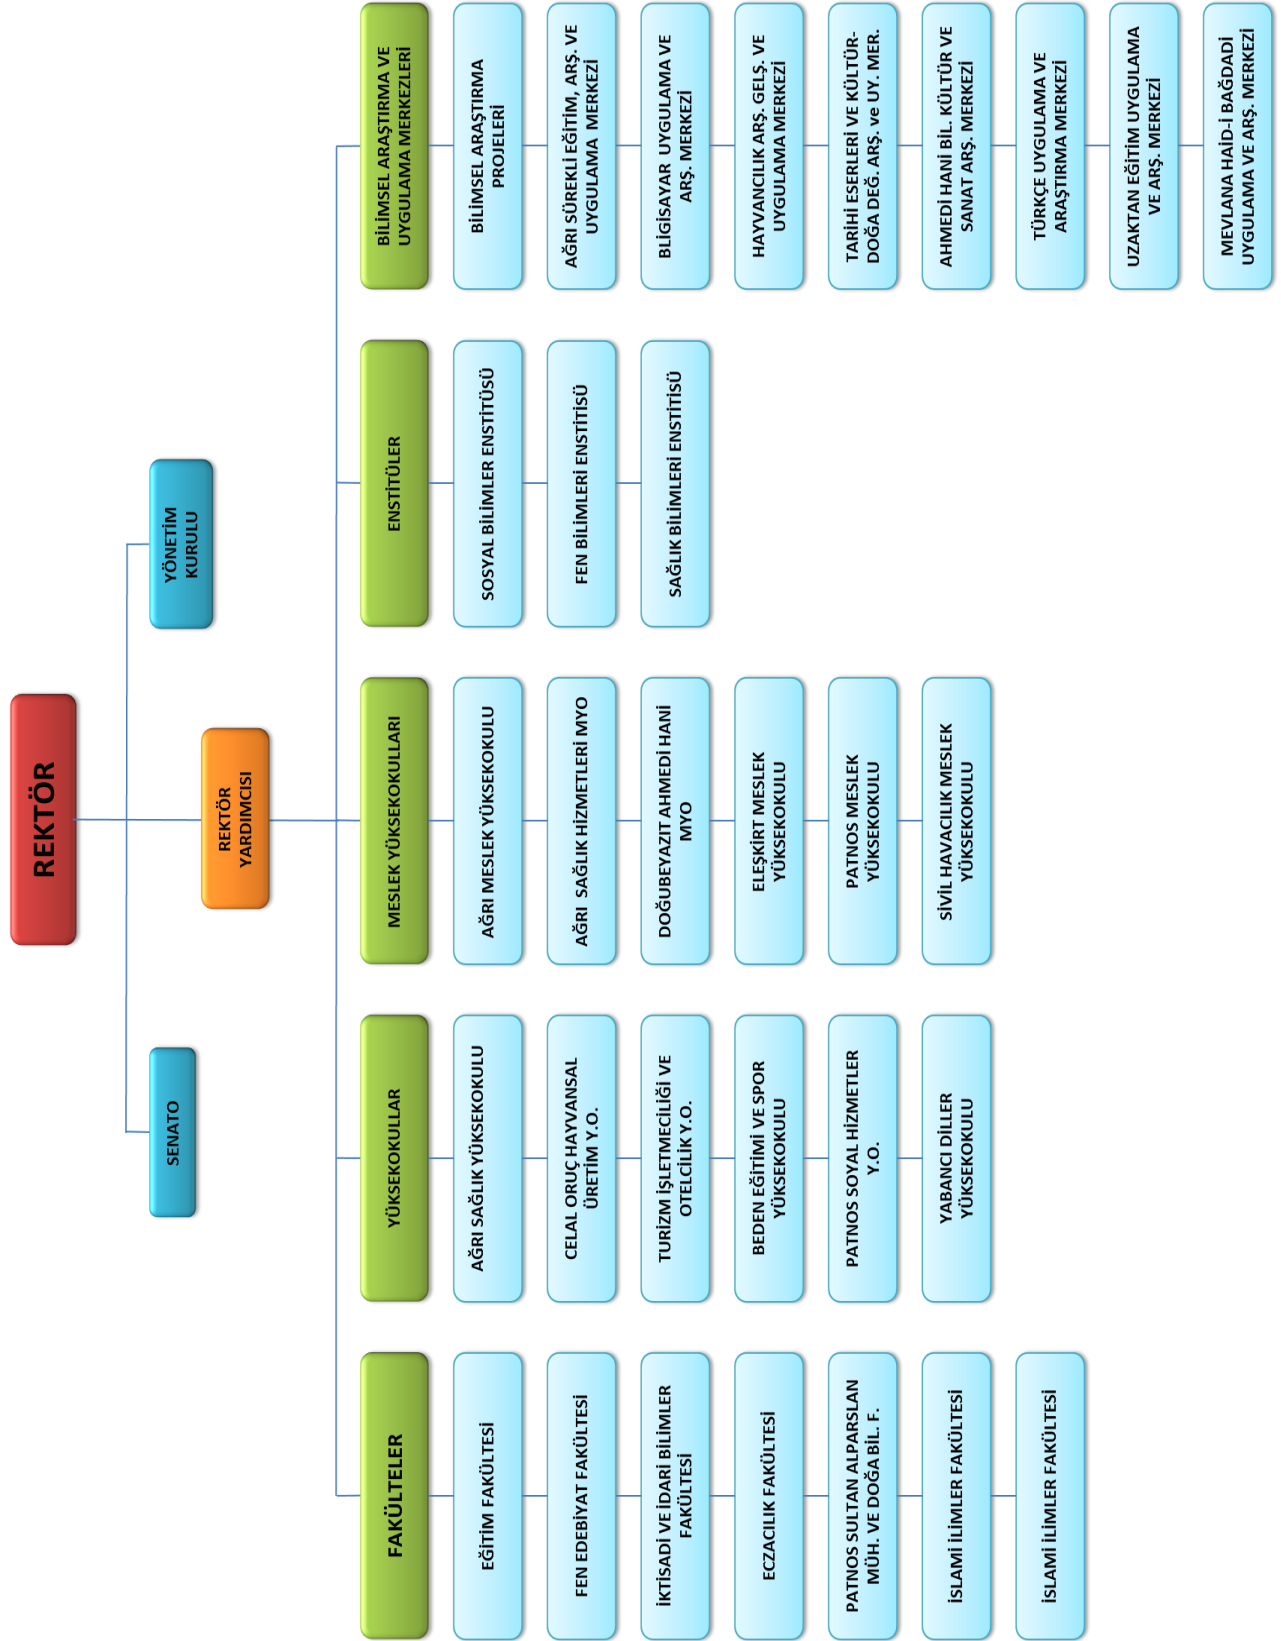 REKTÖR
SENATO
YÖNETİM
KURULU
REKTÖR
YARDIMCISI
FAKÜLTELER
EĞİTİM FAKÜLTESİ
FEN EDEBİYAT FAKÜLTESİ
İKTİSADİ VE İDARİ BİLİMLER
FAKÜLTESİ
ECZACILIK FAKÜLTESİ
PATNOS SULTAN ALPARSLAN
MÜH. VE DOĞA BİL. F.
İSLAMİ İLİMLER FAKÜLTESİ
İSLAMİ İLİMLER FAKÜLTESİ
YÜKSEKOKULLAR
AĞRI SAĞLIK YÜKSEKOKULU
CELAL ORUÇ HAYVANSAL
ÜRETİM Y.O.
TURİZM İŞLETMECİLİĞİ VE
OTELCİLİK Y.O.
BEDEN EĞİTİMİ VE SPOR
YÜKSEKOKULU
PATNOS SOYAL HİZMETLER
Y.O.
YABANCI DİLLER
YÜKSEKOKULU
MESLEK YÜKSEKOKULLARI
AĞRI MESLEK YÜKSEKOKULU
AĞRI SAĞLIK HİZMETLERİ MYO
DOĞUBEYAZIT AHMEDİ HANİ
MYO
ELEŞKİRT MESLEK
YÜKSEKOKULU
PATNOS MESLEK
YÜKSEKOKULU
SİVİL HAVACILIK MESLEK
YÜKSEKOKULU
ENSTİTÜLER
SOSYAL BİLİMLER ENSTİTÜSÜ
FEN BİLİMLERİ ENSTİTİSÜ
SAĞLIK BİLİMLERİ ENSTİTİSÜ
BİLİMSEL ARAŞTIRMA VE
UYGULAMA MERKEZLERİ
BİLİMSEL ARAŞTIRMA
PROJELERİ
AĞRI SÜREKLİ EĞİTİM, ARŞ. VE
UYGULAMA MERKEZİ
BLİGİSAYAR UYGULAMA VE
ARŞ. MERKEZİ
HAYVANCILIK ARŞ. GELŞ. VE
UYGULAMA MERKEZİ
TARİHİ ESERLERİ VE KÜLTÜR-
DOĞA DEĞ. ARŞ. ve UY. MER.
AHMEDİ HANİ BİL. KÜLTÜR VE
SANAT ARŞ. MERKEZİ
TÜRKÇE UYGULAMA VE
ARAŞTIRMA MERKEZİ
UZAKTAN EĞİTİM UYGULAMA
VE ARŞ. MERKEZİ
MEVLANA HAİD-İ BAĞDADİ
UYGULAMA VE ARŞ. MERKEZİ